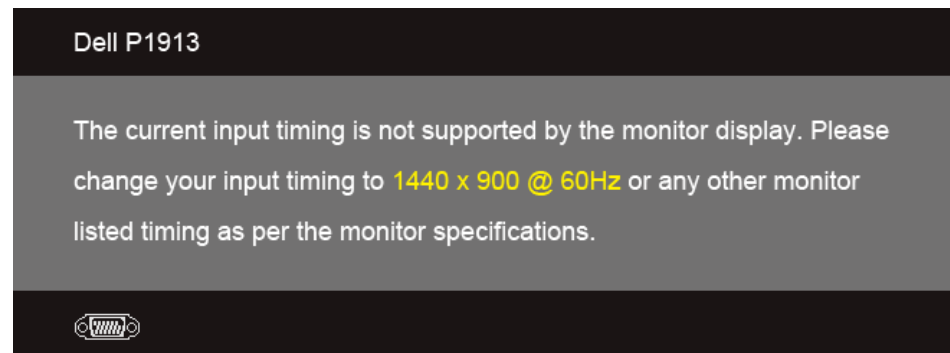 Dell P1913
The current input timing is not supported by the monitor display. Please
change your input timing to 1440 x 900 @ 60Hz or any other monitor
listed timing as per the monitor specifications.